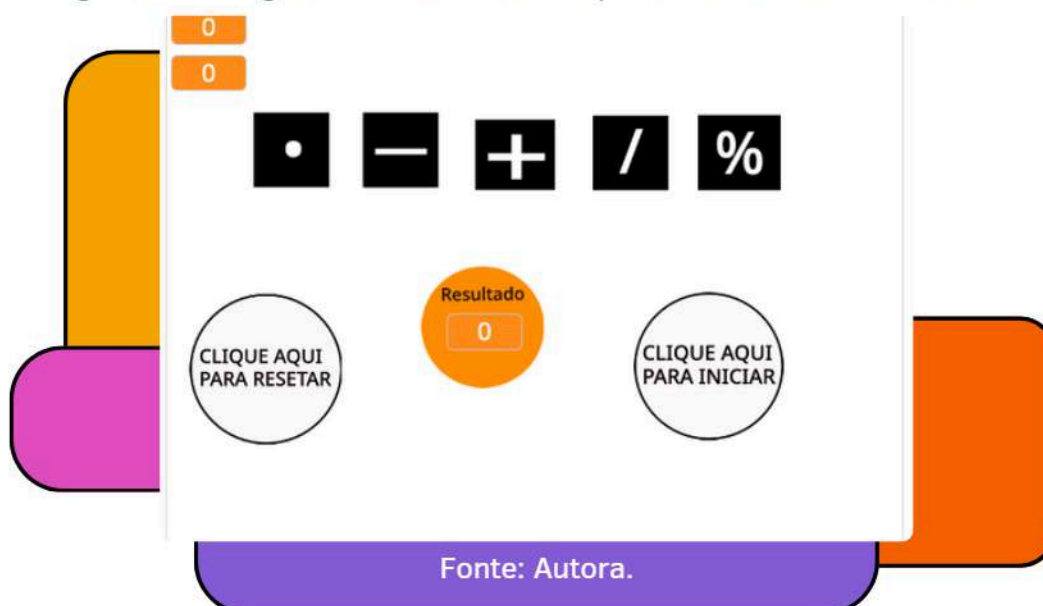 0
0
• — + / %
Resultado
0
CLIQUE AQUI
PARA RESETAR
CLIQUE AQUI
PARA INICIAR
Fonte: Autora.